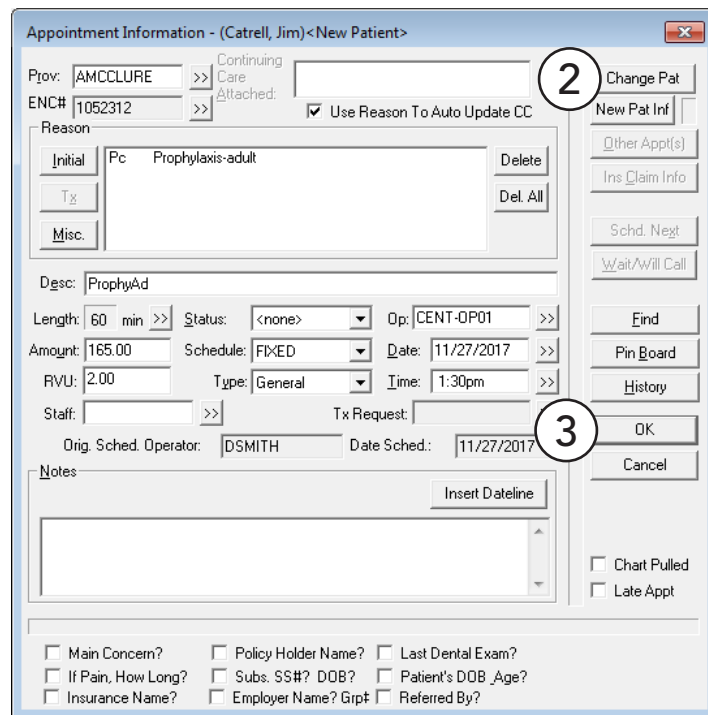 Appointment Information - (Catrell, Jim)<New Patient>
Prov: AMCCLURE >> Continuing Care Attached:
2 Change Pat
ENC# 1052312 >> Use Reason To Auto Update CC
New Pat Inf
Reason
Other Appt(s)
Initial Pc Prophylaxis-adult Delete
Ins Claim Info
Tx Del. All
Misc.
Schd. Next
Wait/Will Call
Desc: ProphyAd
Length: 60 min >> Status: <none> Op: CENT-OP01 >> Find
Amount: 165.00 Schedule: FIXED Date: 11/27/2017 >> Pin Board
RVU: 2.00 Type: General Time: 1:30pm >> History
Staff: >> Tx Request:
3 OK
Orig. Sched. Operator: DSMITH Date Sched.: 11/27/2017
Cancel
Notes
Insert Dateline
Chart Pulled
Late Appt
Main Concern? Policy Holder Name? Last Dental Exam?
If Pain, How Long? Subs. SS#? DOB? Patient's DOB ,Age?
Insurance Name? Employer Name? Grp‡ Referred By?